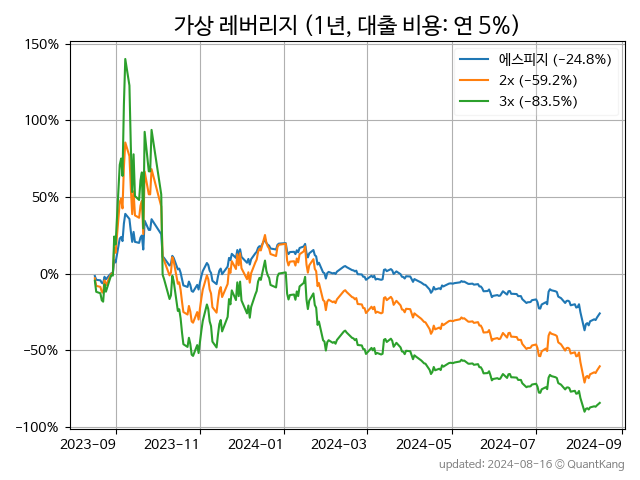 가상 레버리지 (1년, 대출 비용: 연 5%)
에스피지 (−24.8%)
2x (−59.2%)
3x (−83.5%)
150%
100%
50%
0%
−50%
−100%
2023−09 2023−11 2024−01 2024−03 2024−05 2024−07 2024−09
updated: 2024-08-16 © QuantKang